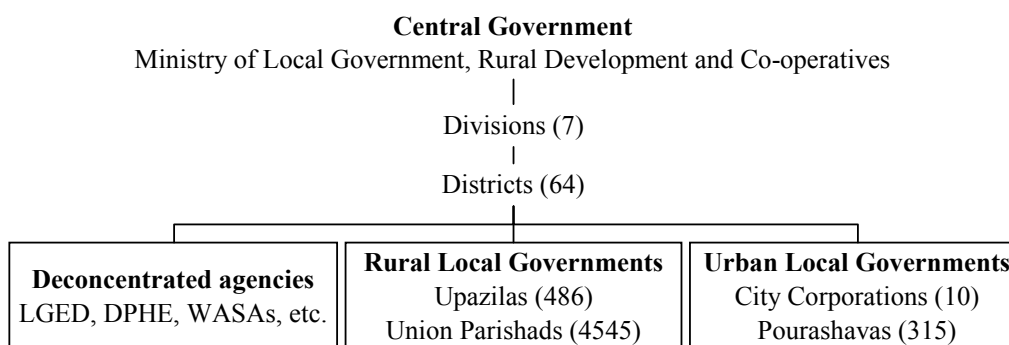 Central Government
Ministry of Local Government, Rural Development and Co-operatives
Divisions (7)
Districts (64)
Deconcentrated agencies
LGED, DPHE, WASAs, etc.
Rural Local Governments
Upazilas (486)
Union Parishads (4545)
Urban Local Governments
City Corporations (10)
Pourashavas (315)